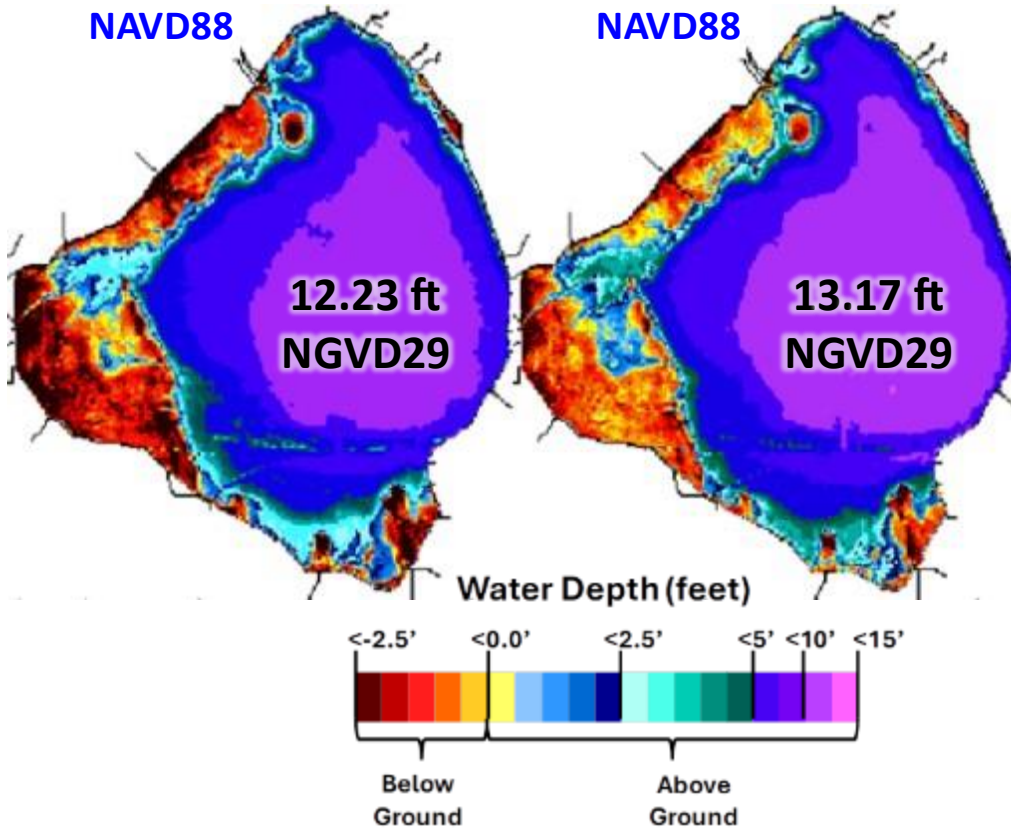 NAVD88
NAVD88
12.23 ft
NGVD29
13.17 ft
NGVD29
Water Depth (feet)
<-2.5' <0.0' <2.5' <5' <10' <15'
Below
Ground
Above
Ground